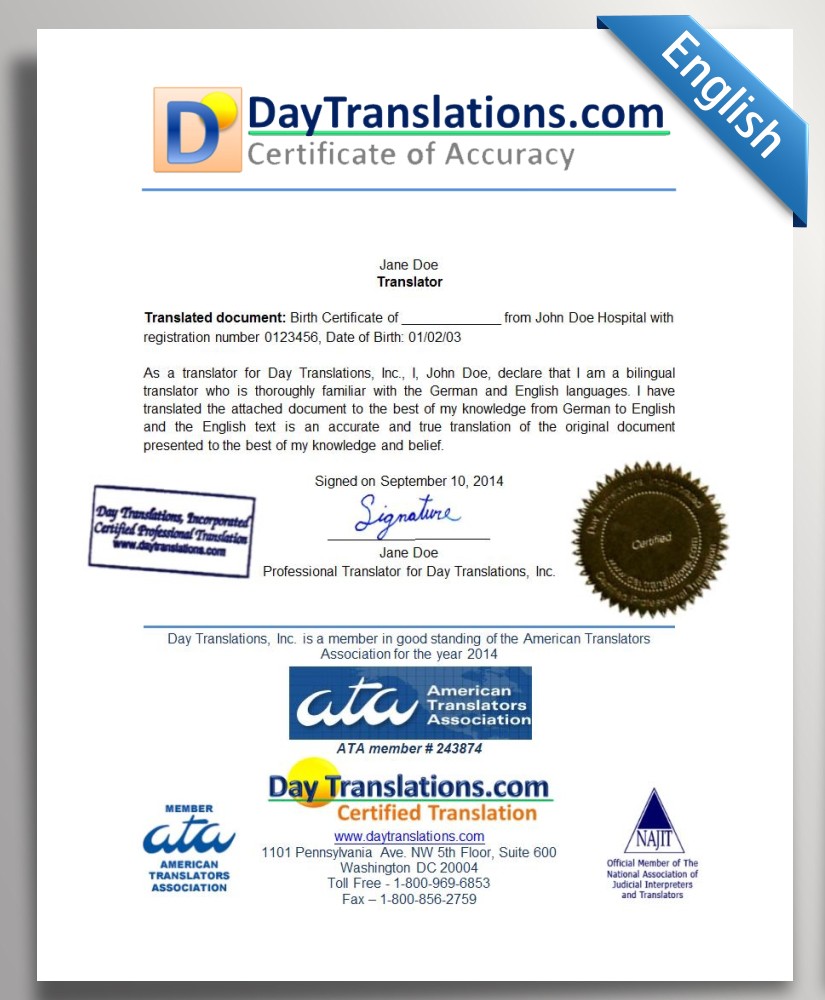 English
D DayTranslations.com
Certificate of Accuracy
Jane Doe
Translator
Translated document: Birth Certificate of _____________ from John Doe Hospital with
registration number 0123456, Date of Birth: 01/02/03
As a translator for Day Translations, Inc., I, John Doe, declare that I am a bilingual
translator who is thoroughly familiar with the German and English languages. I have
translated the attached document to the best of my knowledge from German to English
and the English text is an accurate and true translation of the original document
presented to the best of my knowledge and belief.
Signed on September 10, 2014
Signature
Jane Doe
Professional Translator for Day Translations, Inc.
Day Translations, Incorporated
Certified Professional Translation
www.daytranslations.com
Certified
Day Translations, Inc. is a member in good standing of the American Translators
Association for the year 2014
ata American
Translators
Association
ATA member # 243874
Day Translations.com
Certified Translation
www.daytranslations.com
1101 Pennsylvania Ave. NW 5th Floor, Suite 600
Washington DC 20004
Toll Free - 1-800-969-6853
Fax – 1-800-856-2759
MEMBER
ata
AMERICAN
TRANSLATORS
ASSOCIATION
NAJIT
Official Member of The
National Association of
Judicial Interpreters
and Translators